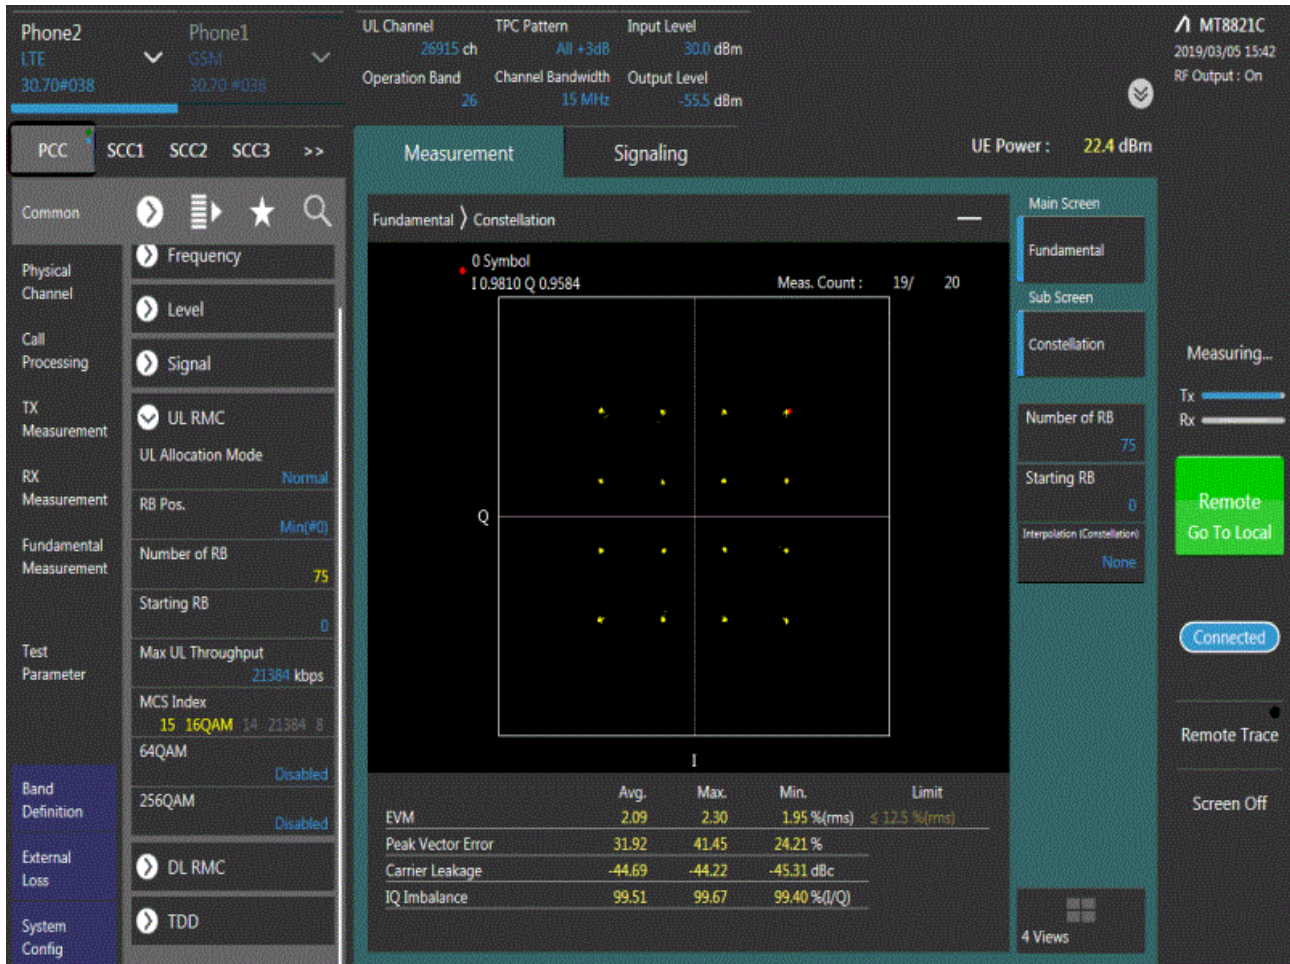 Phone2
LTE
30.70#038
Phone1
GSM
30.70 #038
UL Channel
26915 ch
TPC Pattern
All +3dB
Input Level
30.0 dBm
Operation Band
26
Channel Bandwidth
15 MHz
Output Level
-55.5 dBm
MT8821C
2019/03/05 15:42
RF Output : On
PCC SCC1 SCC2 SCC3 >>
Measurement
Signaling
UE Power : 22.4 dBm
Common
Physical
Channel
Call
Processing
TX
Measurement
RX
Measurement
Fundamental
Measurement
Test
Parameter
Band
Definition
External
Loss
System
Config
Frequency
Level
Signal
UL RMC
UL Allocation Mode
Normal
RB Pos.
Min(#0)
Number of RB
75
Starting RB
0
Max UL Throughput
21384 kbps
MCS Index
15 16QAM 14 21384 8
64QAM
Disabled
256QAM
Disabled
DL RMC
TDD
Fundamental 〉 Constellation
0 Symbol
I 0.9810 Q 0.9584
Meas. Count : 19/ 20
Q
I
Avg. Max. Min. Limit
EVM 2.09 2.30 1.95 %(rms) ≤ 12.5 %(rms)
Peak Vector Error 31.92 41.45 24.21 %
Carrier Leakage -44.69 -44.22 -45.31 dBc
IQ Imbalance 99.51 99.67 99.40 %(I/Q)
Main Screen
Fundamental
Sub Screen
Constellation
Number of RB
75
Starting RB
0
Interpolation (Constellation)
None
4 Views
Measuring...
Tx
Rx
Remote
Go To Local
Connected
Remote Trace
Screen Off